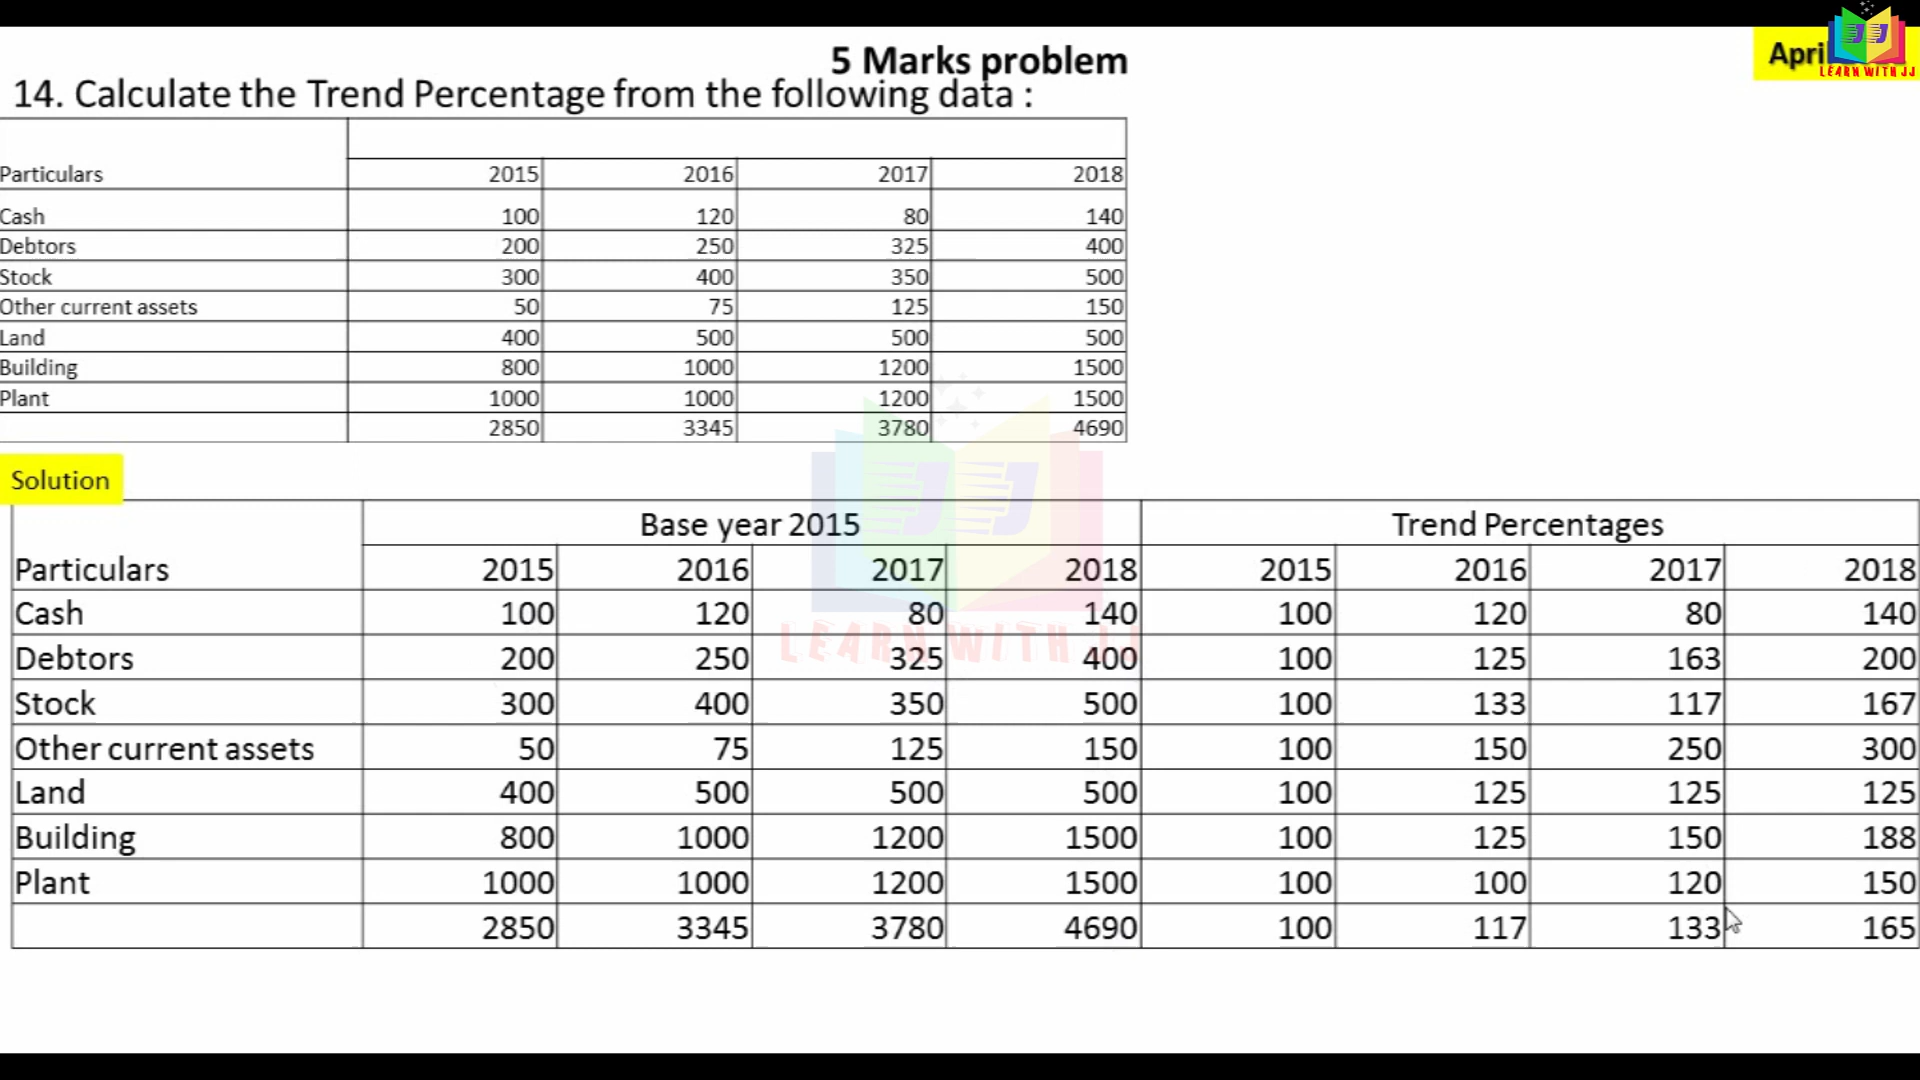 5 Marks problem
Apri
LEARN WITH JJ
14. Calculate the Trend Percentage from the following data :
Particulars 2015 2016 2017 2018
Cash 100 120 80 140
Debtors 200 250 325 400
Stock 300 400 350 500
Other current assets 50 75 125 150
Land 400 500 500 500
Building 800 1000 1200 1500
Plant 1000 1000 1200 1500
2850 3345 3780 4690
Solution
Base year 2015 Trend Percentages
Particulars 2015 2016 2017 2018 2015 2016 2017 2018
Cash 100 120 80 140 100 120 80 140
LEARN WITH JJ
Debtors 200 250 325 400 100 125 163 200
Stock 300 400 350 500 100 133 117 167
Other current assets 50 75 125 150 100 150 250 300
Land 400 500 500 500 100 125 125 125
Building 800 1000 1200 1500 100 125 150 188
Plant 1000 1000 1200 1500 100 100 120 150
2850 3345 3780 4690 100 117 133 165